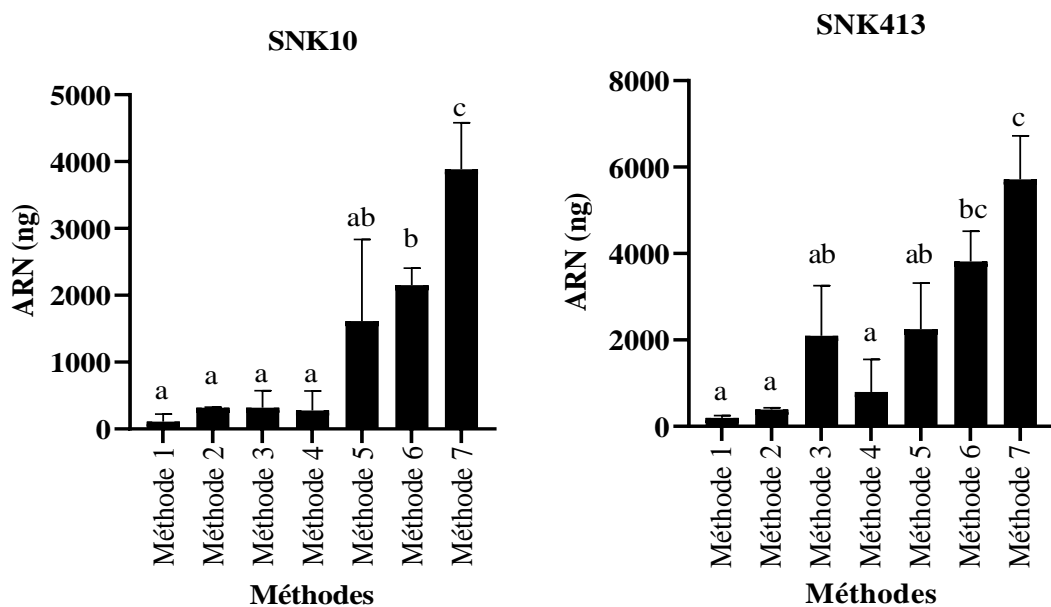 SNK10
ARN (ng)
5000
4000
3000
2000
1000
0
a
a
a
a
ab
b
c
Méthode 1
Méthode 2
Méthode 3
Méthode 4
Méthode 5
Méthode 6
Méthode 7
Méthodes
SNK413
ARN (ng)
8000
6000
4000
2000
0
a
a
ab
a
ab
bc
c
Méthode 1
Méthode 2
Méthode 3
Méthode 4
Méthode 5
Méthode 6
Méthode 7
Méthodes